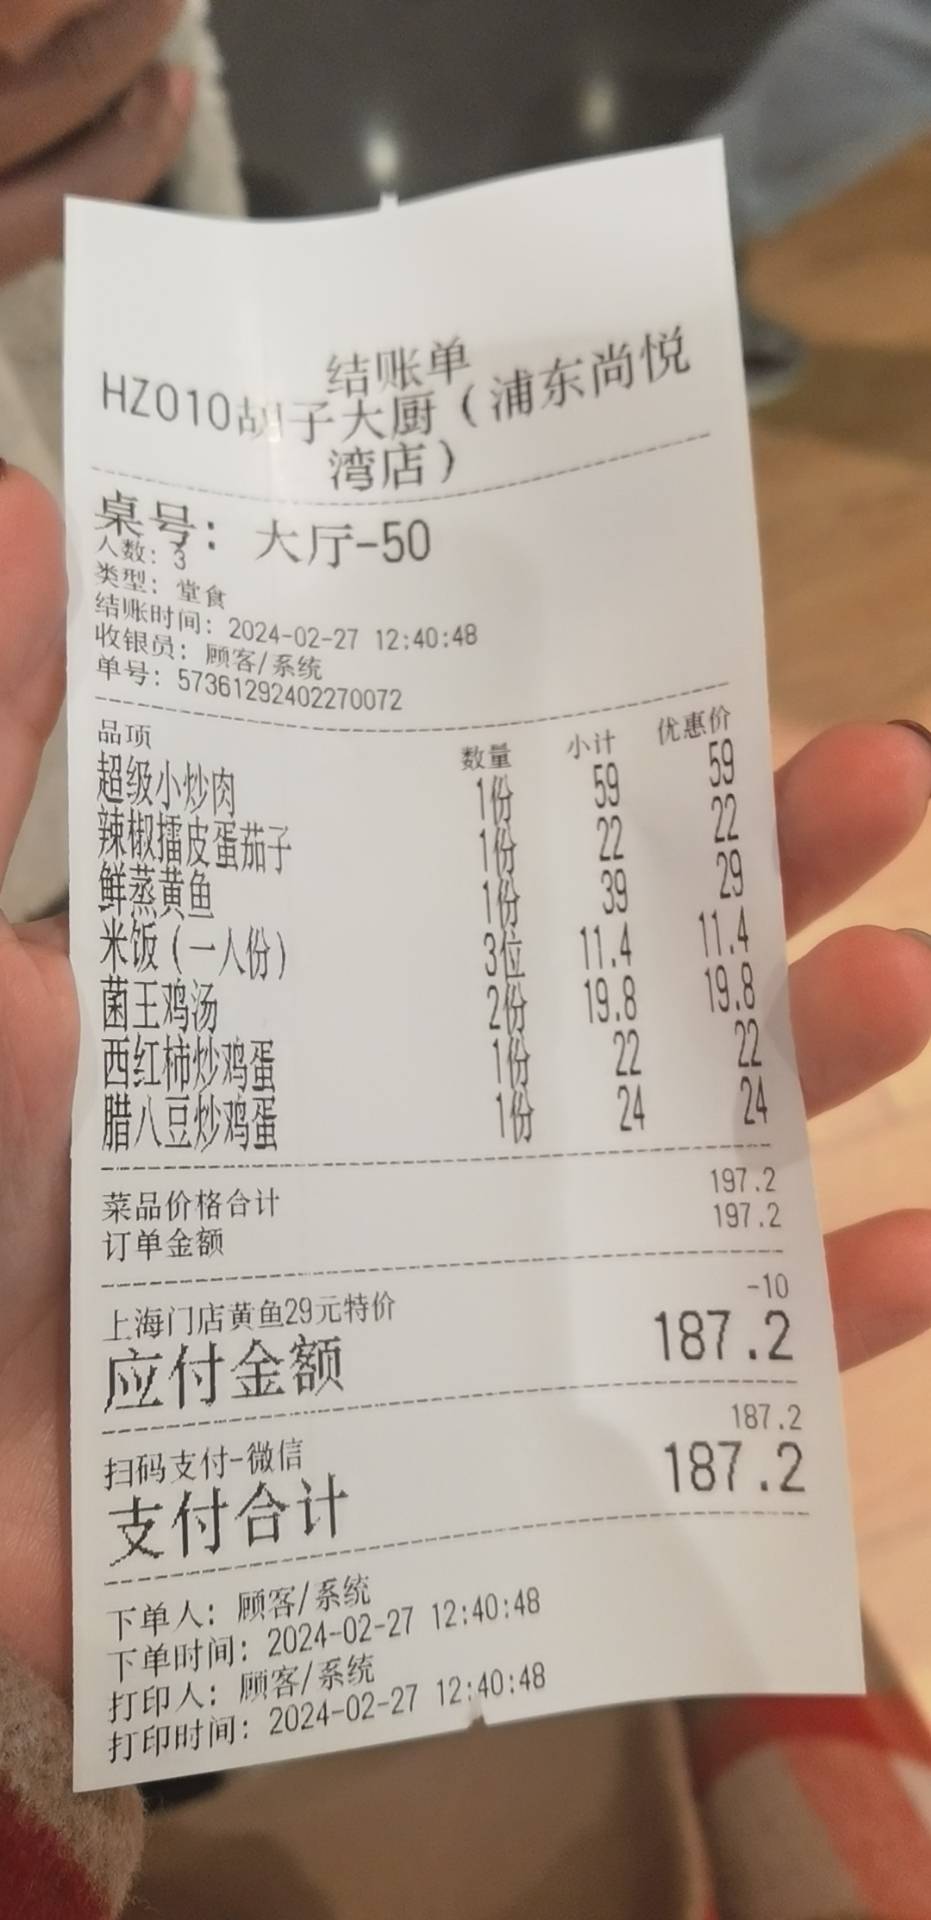 结账单
HZ010胡子大厨（浦东尚悦
湾店）
桌号：大厅-50
人数：3
类型：堂食
结账时间：2024-02-27 12:40:48
收银员：顾客/系统
单号：57361292402270072
品项 数量 小计 优惠价
超级小炒肉 1份 59 59
辣椒擂皮蛋茄子 1份 22 22
鲜蒸黄鱼 1份 39 29
米饭（一人份） 3位 11.4 11.4
菌王鸡汤 2份 19.8 19.8
西红柿炒鸡蛋 1份 22 22
腊八豆炒鸡蛋 1份 24 24
菜品价格合计 197.2
订单金额 197.2
上海门店黄鱼29元特价 -10
应付金额 187.2
扫码支付-微信 187.2
支付合计 187.2
下单人：顾客/系统
下单时间：2024-02-27 12:40:48
打印人：顾客/系统
打印时间：2024-02-27 12:40:48